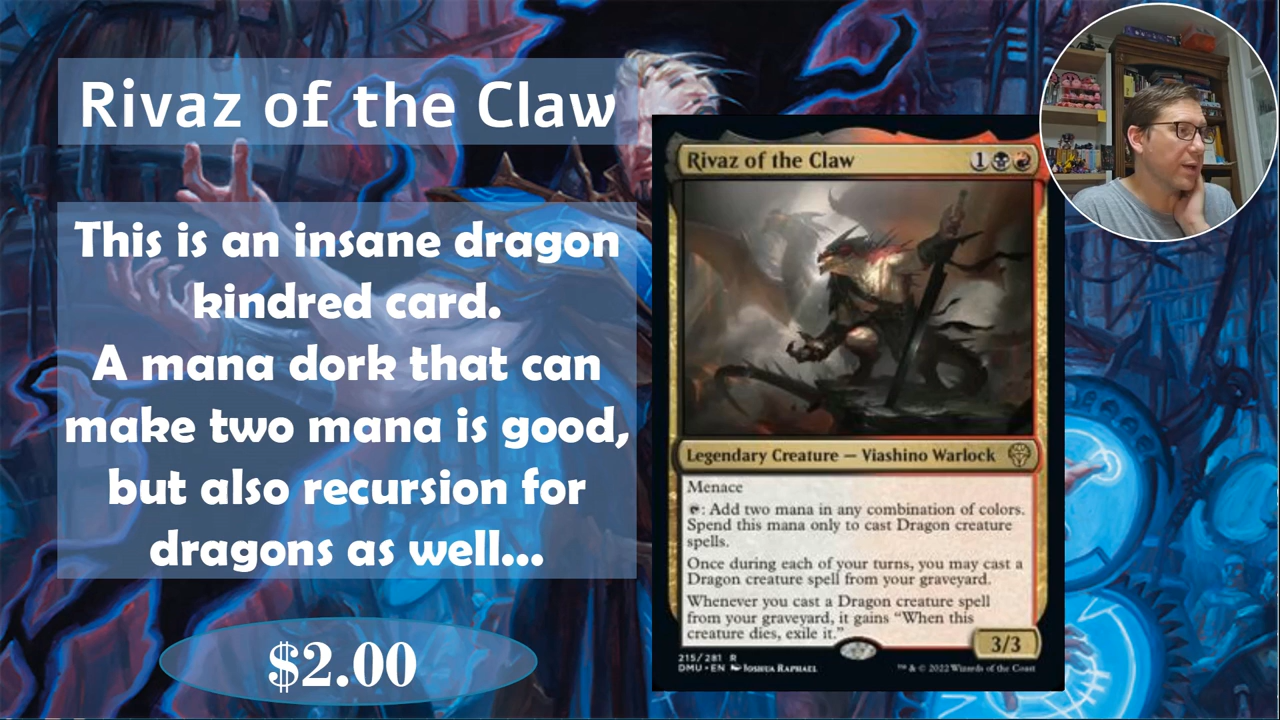 Rivaz of the Claw
This is an insane dragon
kindred card.
A mana dork that can
make two mana is good,
but also recursion for
dragons as well...
$2.00
Rivaz of the Claw 1
Legendary Creature — Viashino Warlock
Menace
: Add two mana in any combination of colors.
Spend this mana only to cast Dragon creature
spells.
Once during each of your turns, you may cast a
Dragon creature spell from your graveyard.
Whenever you cast a Dragon creature spell
from your graveyard, it gains “When this
creature dies, exile it.”
3/3
215/281 R
DMU • EN Joshua Raphael
™ & © 2022 Wizards of the Coast